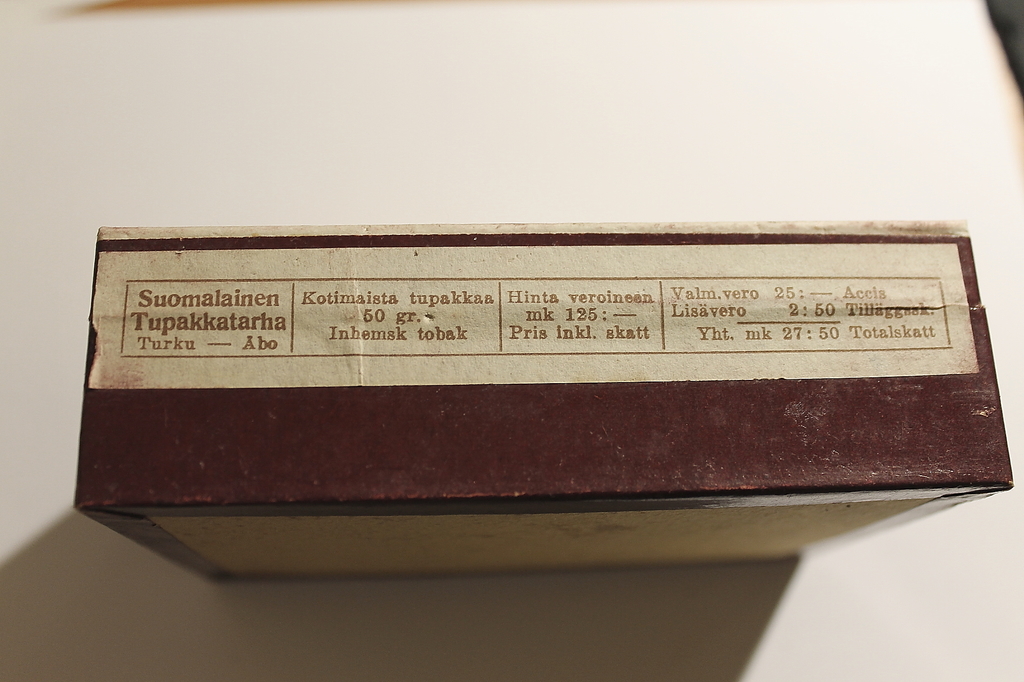 Suomalainen
Tupakkatarha
Turku — Åbo
Kotimaista tupakkaa
50 gr.
Inhemsk tobak
Hinta veroineen
mk 125: —
Pris inkl. skatt
Valm.vero 25: — Accis
Lisävero 2: 50 Tilläggssk.
Yht. mk 27: 50 Totalskatt